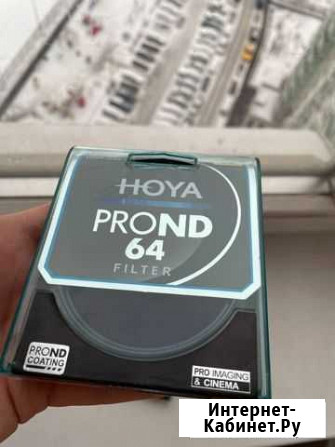 HOYA
PROND
64
FILTER
PROND
COATING
PRO IMAGING
& CINEMA
Интернет-
Кабинет.Ру